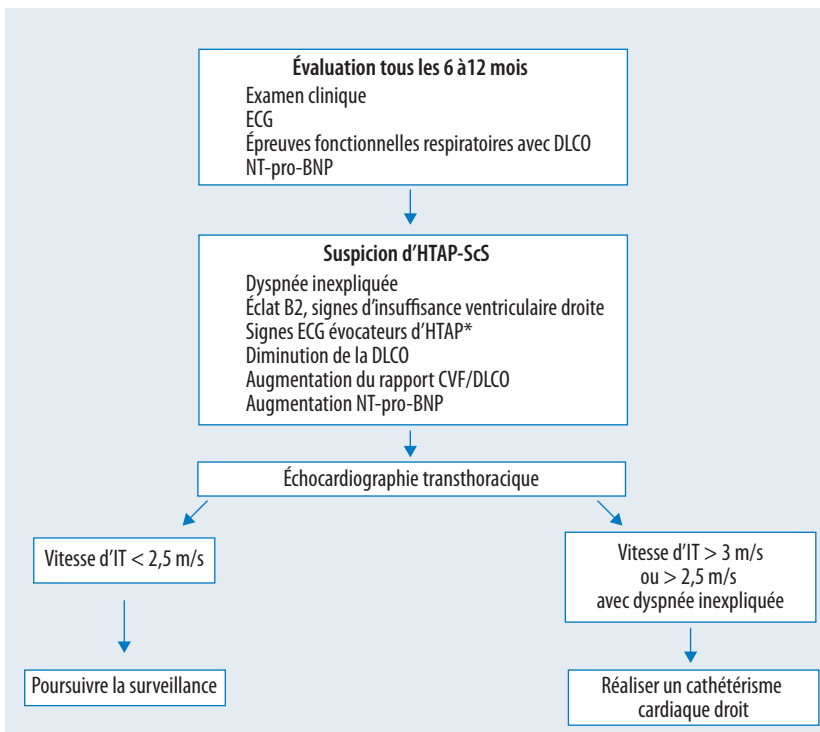 Évaluation tous les 6 à12 mois
Examen clinique
ECG
Épreuves fonctionnelles respiratoires avec DLCO
NT-pro-BNP
Suspicion d'HTAP-ScS
Dyspnée inexpliquée
Éclat B2, signes d'insuffisance ventriculaire droite
Signes ECG évocateurs d'HTAP*
Diminution de la DLCO
Augmentation du rapport CVF/DLCO
Augmentation NT-pro-BNP
Échocardiographie transthoracique
Vitesse d'IT < 2,5 m/s
Poursuivre la surveillance
Vitesse d'IT > 3 m/s
ou > 2,5 m/s
avec dyspnée inexpliquée
Réaliser un cathétérisme
cardiaque droit